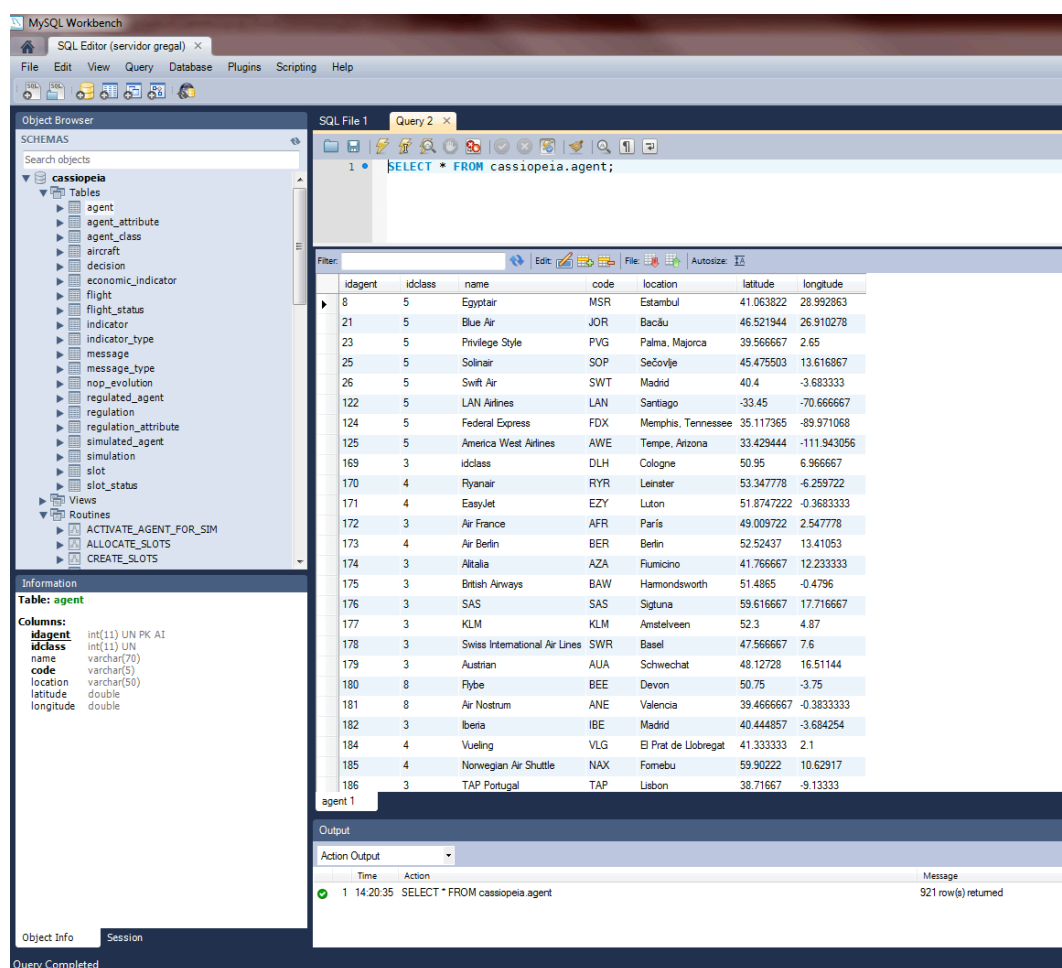 MySQL Workbench
SQL Editor (servidor gregal) ×
File Edit View Query Database Plugins Scripting Help
Object Browser
SCHEMAS
Search objects
cassiopeia
Tables
agent
agent_attribute
agent_class
aircraft
decision
economic_indicator
flight
flight_status
indicator
indicator_type
message
message_type
nop_evolution
regulated_agent
regulation
regulation_attribute
simulated_agent
simulation
slot
slot_status
Views
Routines
ACTIVATE_AGENT_FOR_SIM
ALLOCATE_SLOTS
CREATE_SLOTS
Information
Table: agent
Columns:
idagent int(11) UN PK AI
idclass int(11) UN
name varchar(70)
code varchar(5)
location varchar(50)
latitude double
longitude double
Object Info Session
Query Completed
SQL File 1 Query 2 ×
1 SELECT * FROM cassiopeia.agent;
Filter: Edit: File: Autosize:
idagent idclass name code location latitude longitude
8 5 Egyptair MSR Estambul 41.063822 28.992863
21 5 Blue Air JOR Bacău 46.521944 26.910278
23 5 Privilege Style PVG Palma, Majorca 39.566667 2.65
25 5 Solinair SOP Sečovlje 45.475503 13.616867
26 5 Swift Air SWT Madrid 40.4 -3.683333
122 5 LAN Airlines LAN Santiago -33.45 -70.666667
124 5 Federal Express FDX Memphis, Tennessee 35.117365 -89.971068
125 5 America West Airlines AWE Tempe, Arizona 33.429444 -111.943056
169 3 idclass DLH Cologne 50.95 6.966667
170 4 Ryanair RYR Leinster 53.347778 -6.259722
171 4 EasyJet EZY Luton 51.8747222 -0.3683333
172 3 Air France AFR París 49.009722 2.547778
173 4 Air Berlin BER Berlin 52.52437 13.41053
174 3 Alitalia AZA Fiumicino 41.766667 12.233333
175 3 British Airways BAW Harmondsworth 51.4865 -0.4796
176 3 SAS SAS Sigtuna 59.616667 17.716667
177 3 KLM KLM Amstelveen 52.3 4.87
178 3 Swiss International Air Lines SWR Basel 47.566667 7.6
179 3 Austrian AUA Schwechat 48.12728 16.51144
180 8 Flybe BEE Devon 50.75 -3.75
181 8 Air Nostrum ANE Valencia 39.4666667 -0.3833333
182 3 Iberia IBE Madrid 40.444857 -3.684254
184 4 Vueling VLG El Prat de Llobregat 41.333333 2.1
185 4 Norwegian Air Shuttle NAX Fornebu 59.90222 10.62917
186 3 TAP Portugal TAP Lisbon 38.71667 -9.13333
agent 1
Output
Action Output
Time Action Message
1 14:20:35 SELECT * FROM cassiopeia.agent 921 row(s) returned